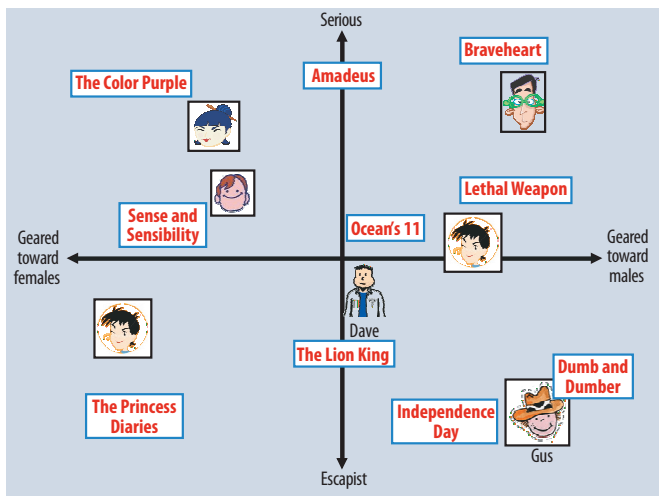 Serious
Braveheart
The Color Purple
Amadeus
Lethal Weapon
Sense and
Sensibility
Ocean's 11
Geared
toward
females
Geared
toward
males
Dave
The Lion King
Dumb and
Dumber
The Princess
Diaries
Independence
Day
Gus
Escapist